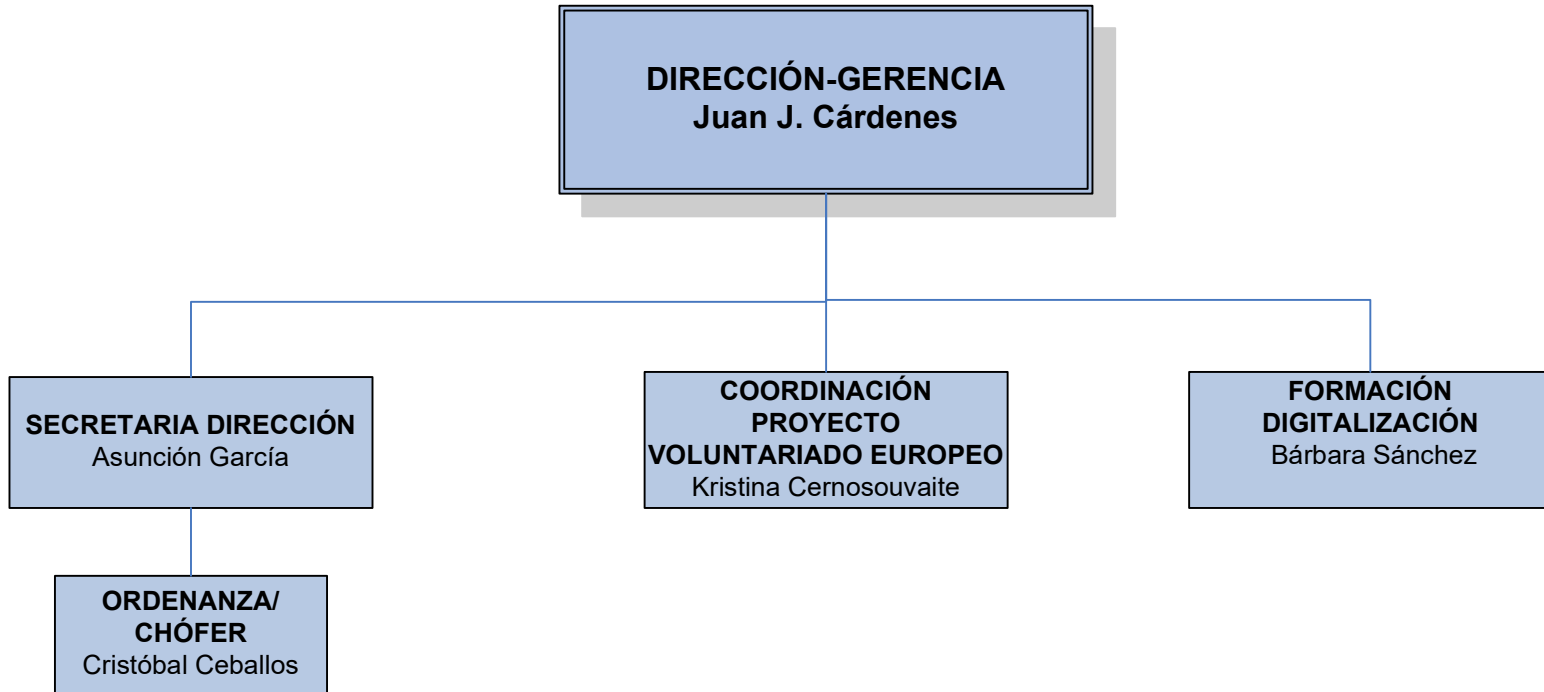 DIRECCIÓN-GERENCIA
Juan J. Cárdenes
SECRETARIA DIRECCIÓN
Asunción García
COORDINACIÓN
PROYECTO
VOLUNTARIADO EUROPEO
Kristina Cernosouvaite
FORMACIÓN
DIGITALIZACIÓN
Bárbara Sánchez
ORDENANZA/
CHÓFER
Cristóbal Ceballos